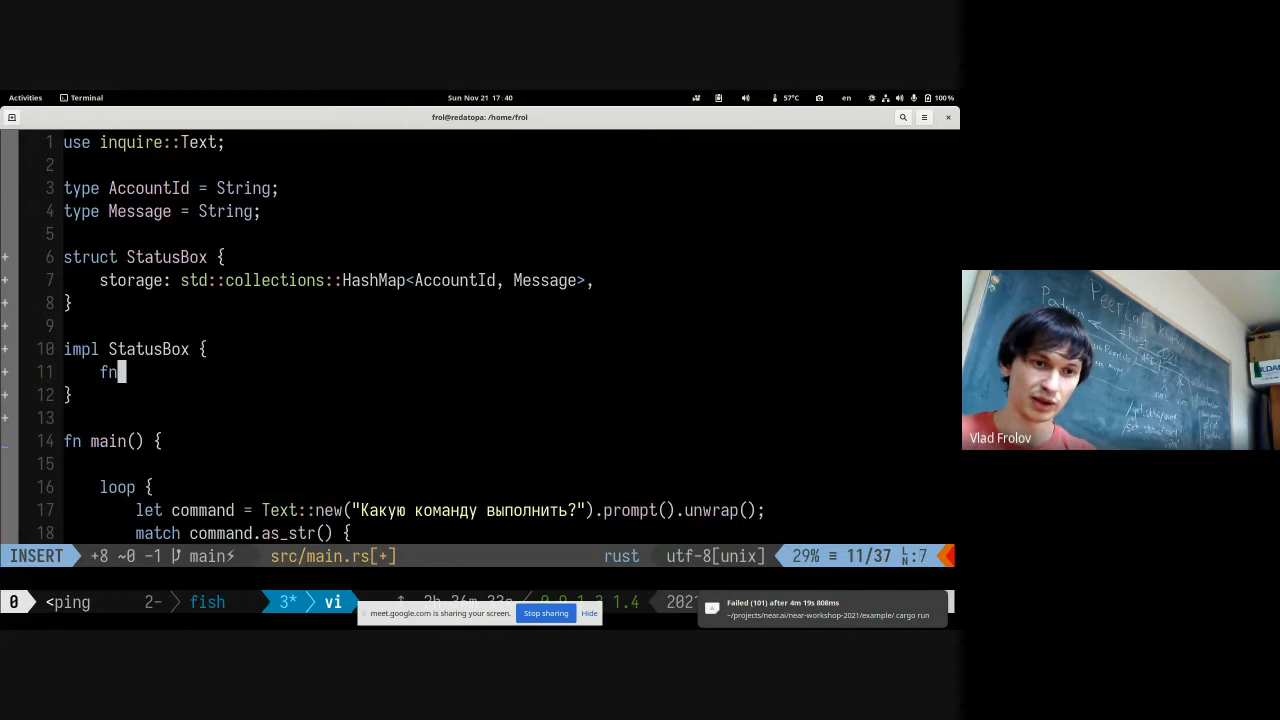 Activities Terminal Sun Nov 21 17:40 57°C en 100%
frol@redatopa: /home/frol
1 use inquire::Text;
2
3 type AccountId = String;
4 type Message = String;
5
6 struct StatusBox {
7 storage: std::collections::HashMap<AccountId, Message>,
8 }
9
10 impl StatusBox {
11 fn
12 }
13
14 fn main() {
15
16 loop {
17 let command = Text::new("Какую команду выполнить?").prompt().unwrap();
18 match command.as_str() {
INSERT +8 ~0 -1 main src/main.rs[+] rust utf-8[unix] 29% 11/37 LN:7
0 <ping 2- fish 3* vi
meet.google.com is sharing your screen. Stop sharing Hide
Failed (101) after 4m 19s 808ms
~/projects/near.ai/near-workshop-2021/example/ cargo run
PeerLab
Vlad Frolov